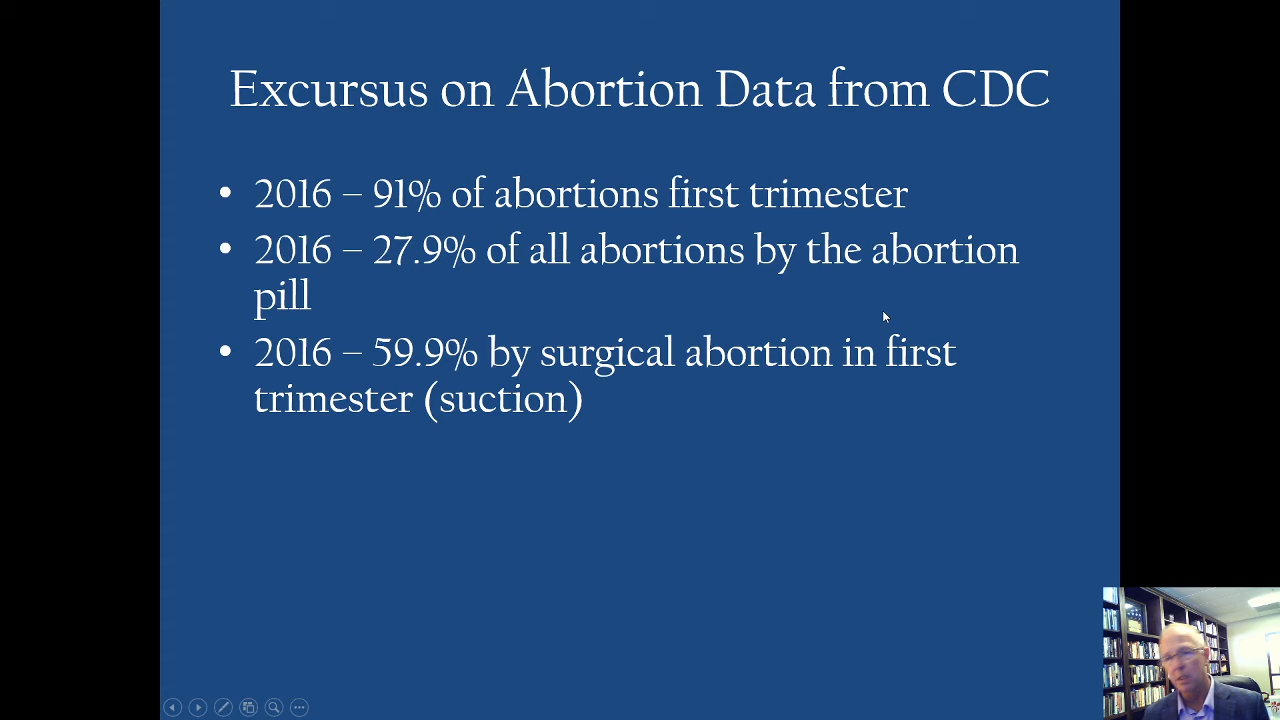 Excursus on Abortion Data from CDC
• 2016 – 91% of abortions first trimester
• 2016 – 27.9% of all abortions by the abortion
pill
• 2016 – 59.9% by surgical abortion in first
trimester (suction)